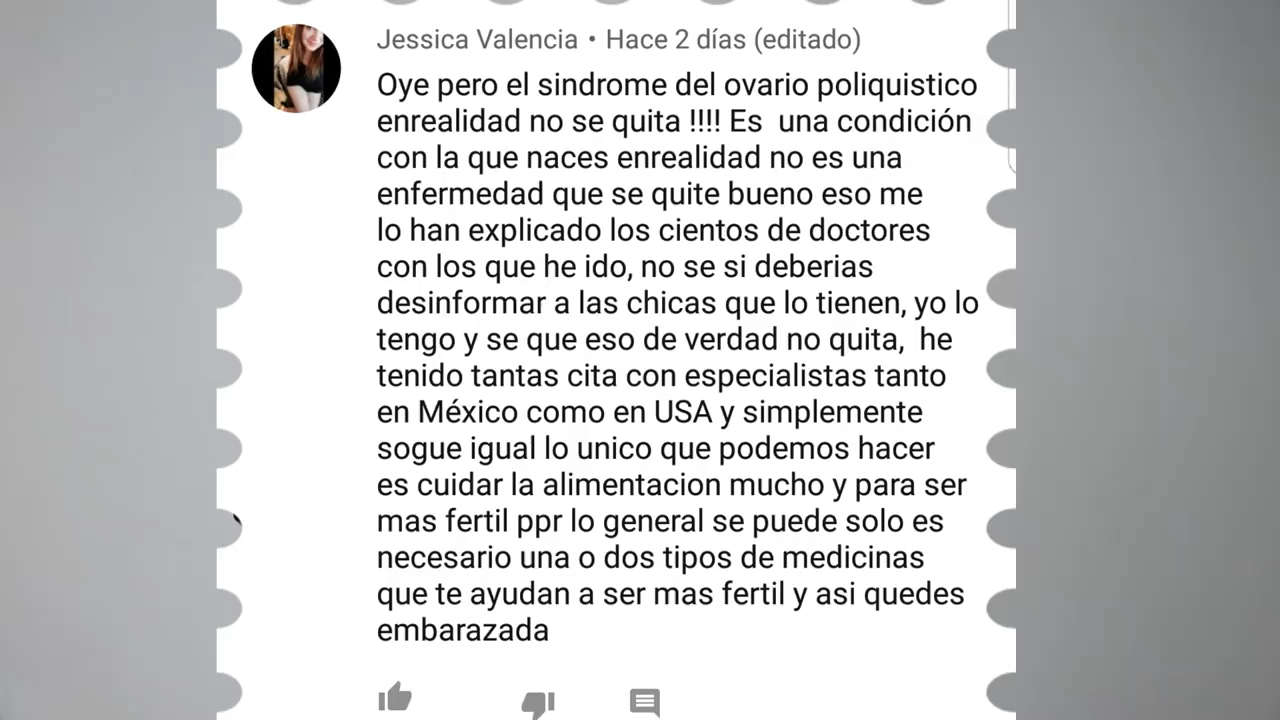 Jessica Valencia • Hace 2 días (editado)
Oye pero el sindrome del ovario poliquistico
enrealidad no se quita !!!! Es  una condición
con la que naces enrealidad no es una
enfermedad que se quite bueno eso me
lo han explicado los cientos de doctores
con los que he ido, no se si deberias
desinformar a las chicas que lo tienen, yo lo
tengo y se que eso de verdad no quita,  he
tenido tantas cita con especialistas tanto
en México como en USA y simplemente
sogue igual lo unico que podemos hacer
es cuidar la alimentacion mucho y para ser
mas fertil ppr lo general se puede solo es
necesario una o dos tipos de medicinas
que te ayudan a ser mas fertil y asi quedes
embarazada